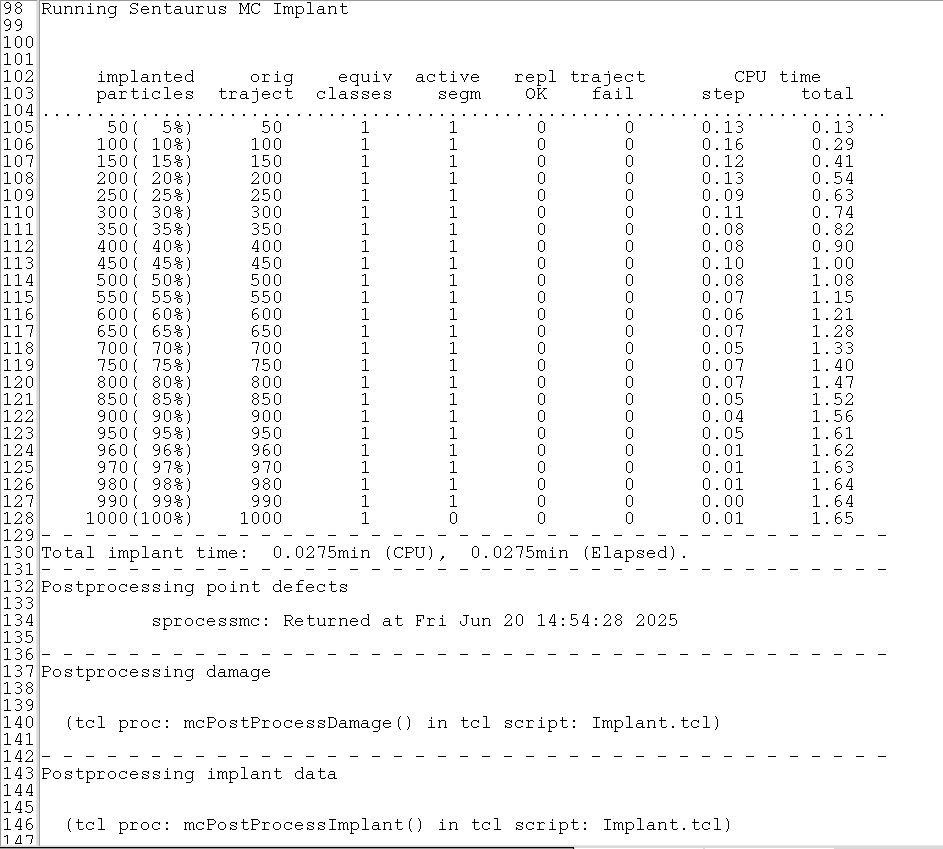 98 Running Sentaurus MC Implant
99
100
101
102 implanted orig equiv active repl traject CPU time
103 particles traject classes segm OK fail step total
104 ................................................................................
105 50( 5%) 50 1 1 0 0 0.13 0.13
106 100( 10%) 100 1 1 0 0 0.16 0.29
107 150( 15%) 150 1 1 0 0 0.12 0.41
108 200( 20%) 200 1 1 0 0 0.13 0.54
109 250( 25%) 250 1 1 0 0 0.09 0.63
110 300( 30%) 300 1 1 0 0 0.11 0.74
111 350( 35%) 350 1 1 0 0 0.08 0.82
112 400( 40%) 400 1 1 0 0 0.08 0.90
113 450( 45%) 450 1 1 0 0 0.10 1.00
114 500( 50%) 500 1 1 0 0 0.08 1.08
115 550( 55%) 550 1 1 0 0 0.07 1.15
116 600( 60%) 600 1 1 0 0 0.06 1.21
117 650( 65%) 650 1 1 0 0 0.07 1.28
118 700( 70%) 700 1 1 0 0 0.05 1.33
119 750( 75%) 750 1 1 0 0 0.07 1.40
120 800( 80%) 800 1 1 0 0 0.07 1.47
121 850( 85%) 850 1 1 0 0 0.05 1.52
122 900( 90%) 900 1 1 0 0 0.04 1.56
123 950( 95%) 950 1 1 0 0 0.05 1.61
124 960( 96%) 960 1 1 0 0 0.01 1.62
125 970( 97%) 970 1 1 0 0 0.01 1.63
126 980( 98%) 980 1 1 0 0 0.01 1.64
127 990( 99%) 990 1 1 0 0 0.00 1.64
128 1000(100%) 1000 1 0 0 0 0.01 1.65
129 - - - - - - - - - - - - - - - - - - - - - - - - - - - - - - - - - - - - - - -
130 Total implant time: 0.0275min (CPU), 0.0275min (Elapsed).
131 - - - - - - - - - - - - - - - - - - - - - - - - - - - - - - - - - - - - - - -
132 Postprocessing point defects
133
134 sprocessmc: Returned at Fri Jun 20 14:54:28 2025
135
136 - - - - - - - - - - - - - - - - - - - - - - - - - - - - - - - - - - - - - - -
137 Postprocessing damage
138
139
140 (tcl proc: mcPostProcessDamage() in tcl script: Implant.tcl)
141
142 - - - - - - - - - - - - - - - - - - - - - - - - - - - - - - - - - - - - - - -
143 Postprocessing implant data
144
145
146 (tcl proc: mcPostProcessImplant() in tcl script: Implant.tcl)
147